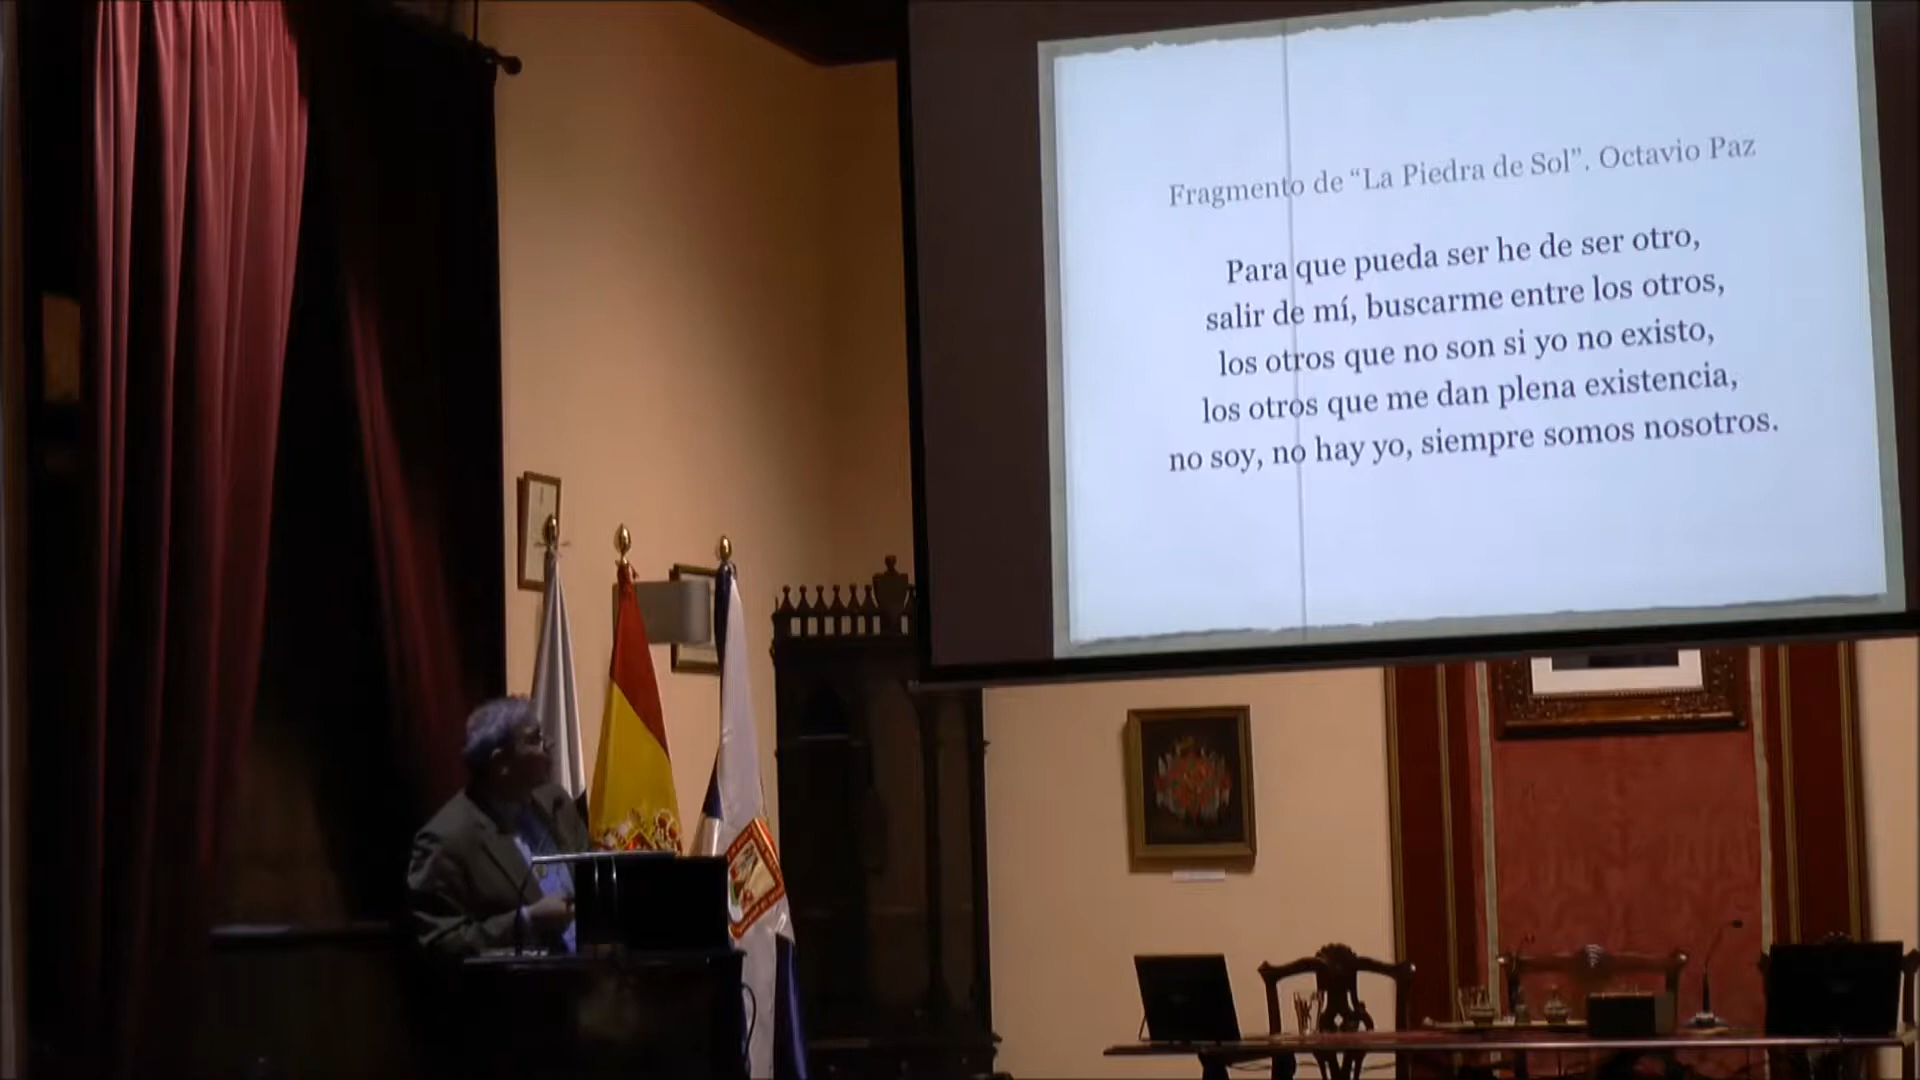 Fragmento de “La Piedra de Sol”. Octavio Paz
Para que pueda ser he de ser otro,
salir de mí, buscarme entre los otros,
los otros que no son si yo no existo,
los otros que me dan plena existencia,
no soy, no hay yo, siempre somos nosotros.